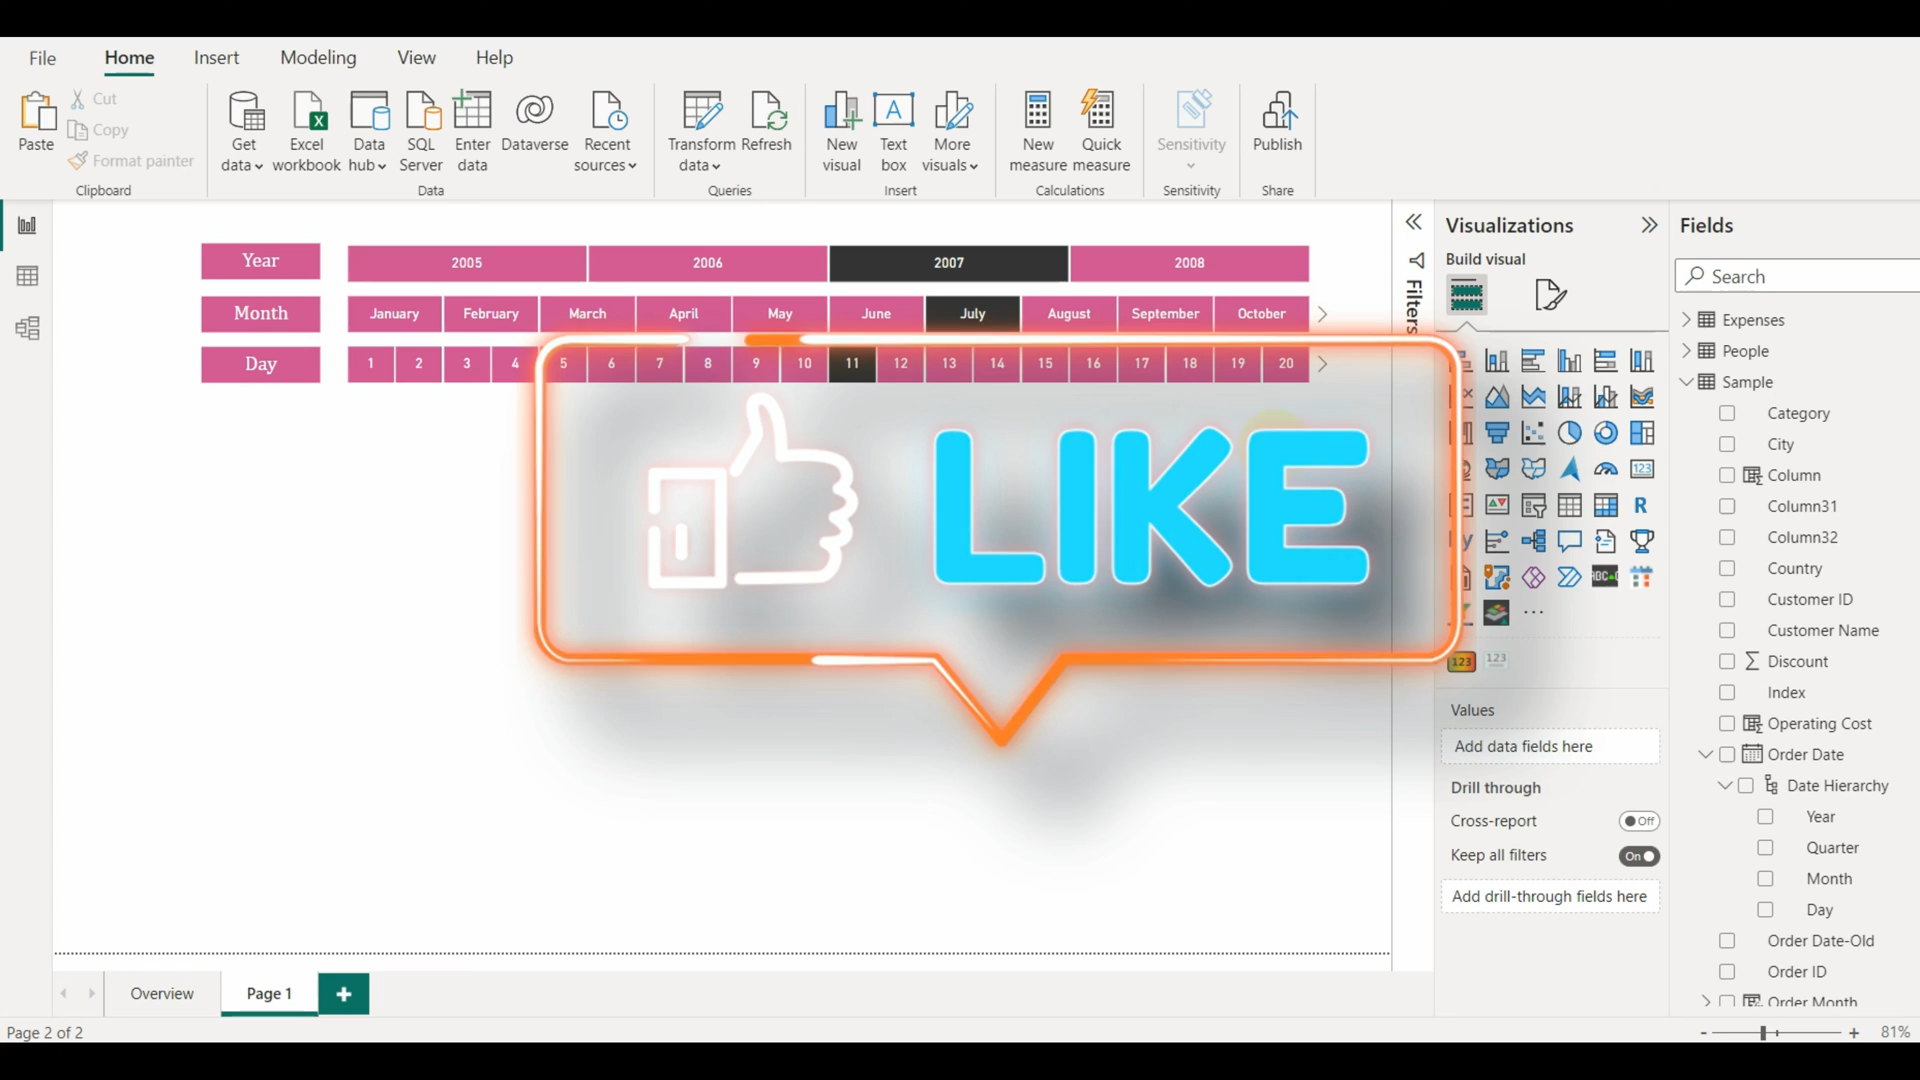 File Home Insert Modeling View Help
Paste Cut Copy Format painter
Get data Excel workbook Data hub SQL Server Enter data Dataverse Recent sources
Transform data Refresh New visual Text box More visuals New measure Quick measure Sensitivity Publish
Clipboard Data Queries Insert Calculations Sensitivity Share
Year 2005 2006 2007 2008
Month January February March April May June July August September October
Day 1 2 3 4 5 6 7 8 9 10 11 12 13 14 15 16 17 18 19 20
LIKE
Filters
Visualizations
Build visual
123
R
ABC
123
123
Values
Add data fields here
Drill through
Cross-report Off
Keep all filters On
Add drill-through fields here
Fields
Search
Expenses
People
Sample
Category
City
Column
Column31
Column32
Country
Customer ID
Customer Name
Discount
Index
Operating Cost
Order Date
Date Hierarchy
Year
Quarter
Month
Day
Order Date-Old
Order ID
Order Month
Overview Page 1 +
Page 2 of 2
- + 81%